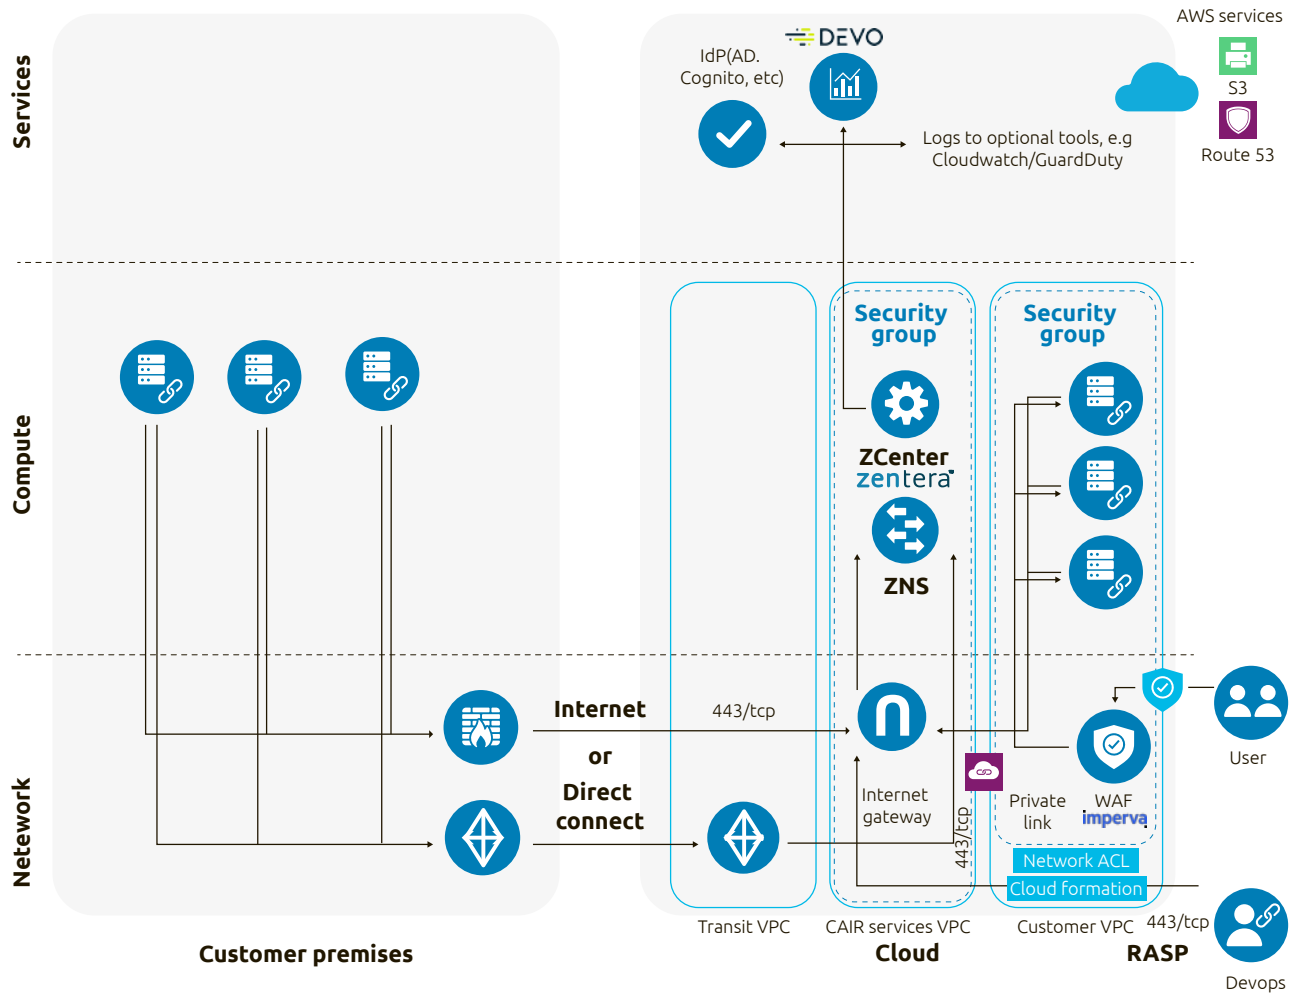 AWS services
S3
Route 53
DEVO
IdP(AD.
Cognito, etc)
Logs to optional tools, e.g
Cloudwatch/GuardDuty
Services
Security
group
Security
group
ZCenter
zentera
ZNS
Compute
Internet
or
Direct
connect
443/tcp
Internet
gateway
443/tcp
Private
link
WAF
imperva
Network ACL
Cloud formation
User
Netework
Transit VPC
CAIR services VPC
Customer VPC
443/tcp
Customer premises
Cloud
RASP
Devops